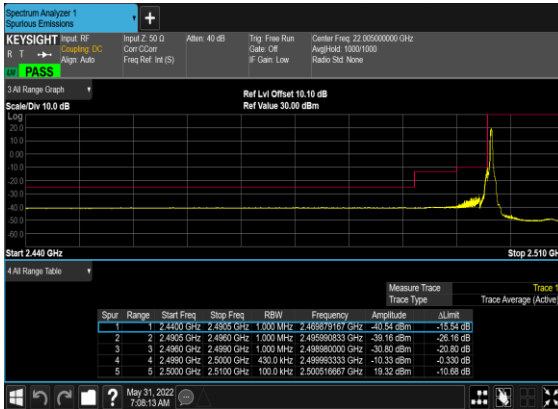 Spectrum Analyzer 1
Spurious Emissions
KEYSIGHT Input: RF Input Z: 50 Ω Atten: 40 dB Trig: Free Run Center Freq: 22.005000000 GHz
R T Coupling: DC Corr CCorr Gate: Off Avg|Hold: 1000/1000
Align: Auto Freq Ref: Int (S) IF Gain: Low Radio Std: None
PASS
3 All Range Graph Ref Lvl Offset 10.10 dB
Scale/Div 10.0 dB Ref Value 30.00 dBm
Log
20.0
10.0
0.00
-10.0
-20.0
-30.0
-40.0
-50.0
-60.0
Start 2.440 GHz Stop 2.510 GH
4 All Range Table
Measure Trace Trace 1
Trace Type Trace Average (Active)
Spur Range Start Freq Stop Freq RBW Frequency Amplitude ΔLimit
1 1 2.4400 GHz 2.4905 GHz 1.000 MHz 2.469879167 GHz -40.54 dBm -15.54 dB
2 2 2.4905 GHz 2.4960 GHz 1.000 MHz 2.495990833 GHz -39.16 dBm -26.16 dB
3 3 2.4960 GHz 2.4990 GHz 1.000 MHz 2.498980000 GHz -30.80 dBm -20.80 dB
4 4 2.4990 GHz 2.5000 GHz 430.0 kHz 2.499993333 GHz -10.33 dBm -0.330 dB
5 5 2.5000 GHz 2.5100 GHz 100.0 kHz 2.500516667 GHz 19.32 dBm -10.68 dB
May 31, 2022
7:08:13 AM